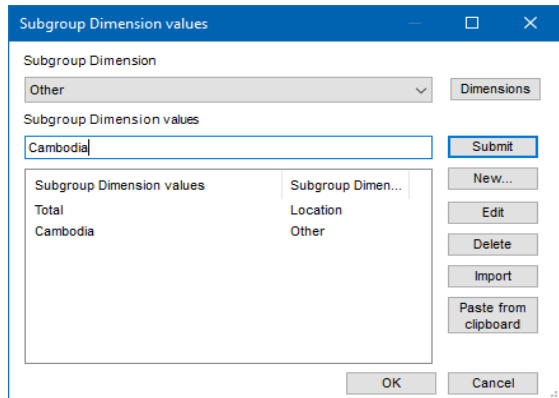 Subgroup Dimension values
Subgroup Dimension
Other
Dimensions
Subgroup Dimension values
Cambodia
Submit
Subgroup Dimension values Subgroup Dimen...
New...
Total Location
Edit
Cambodia Other
Delete
Import
Paste from
clipboard
OK Cancel